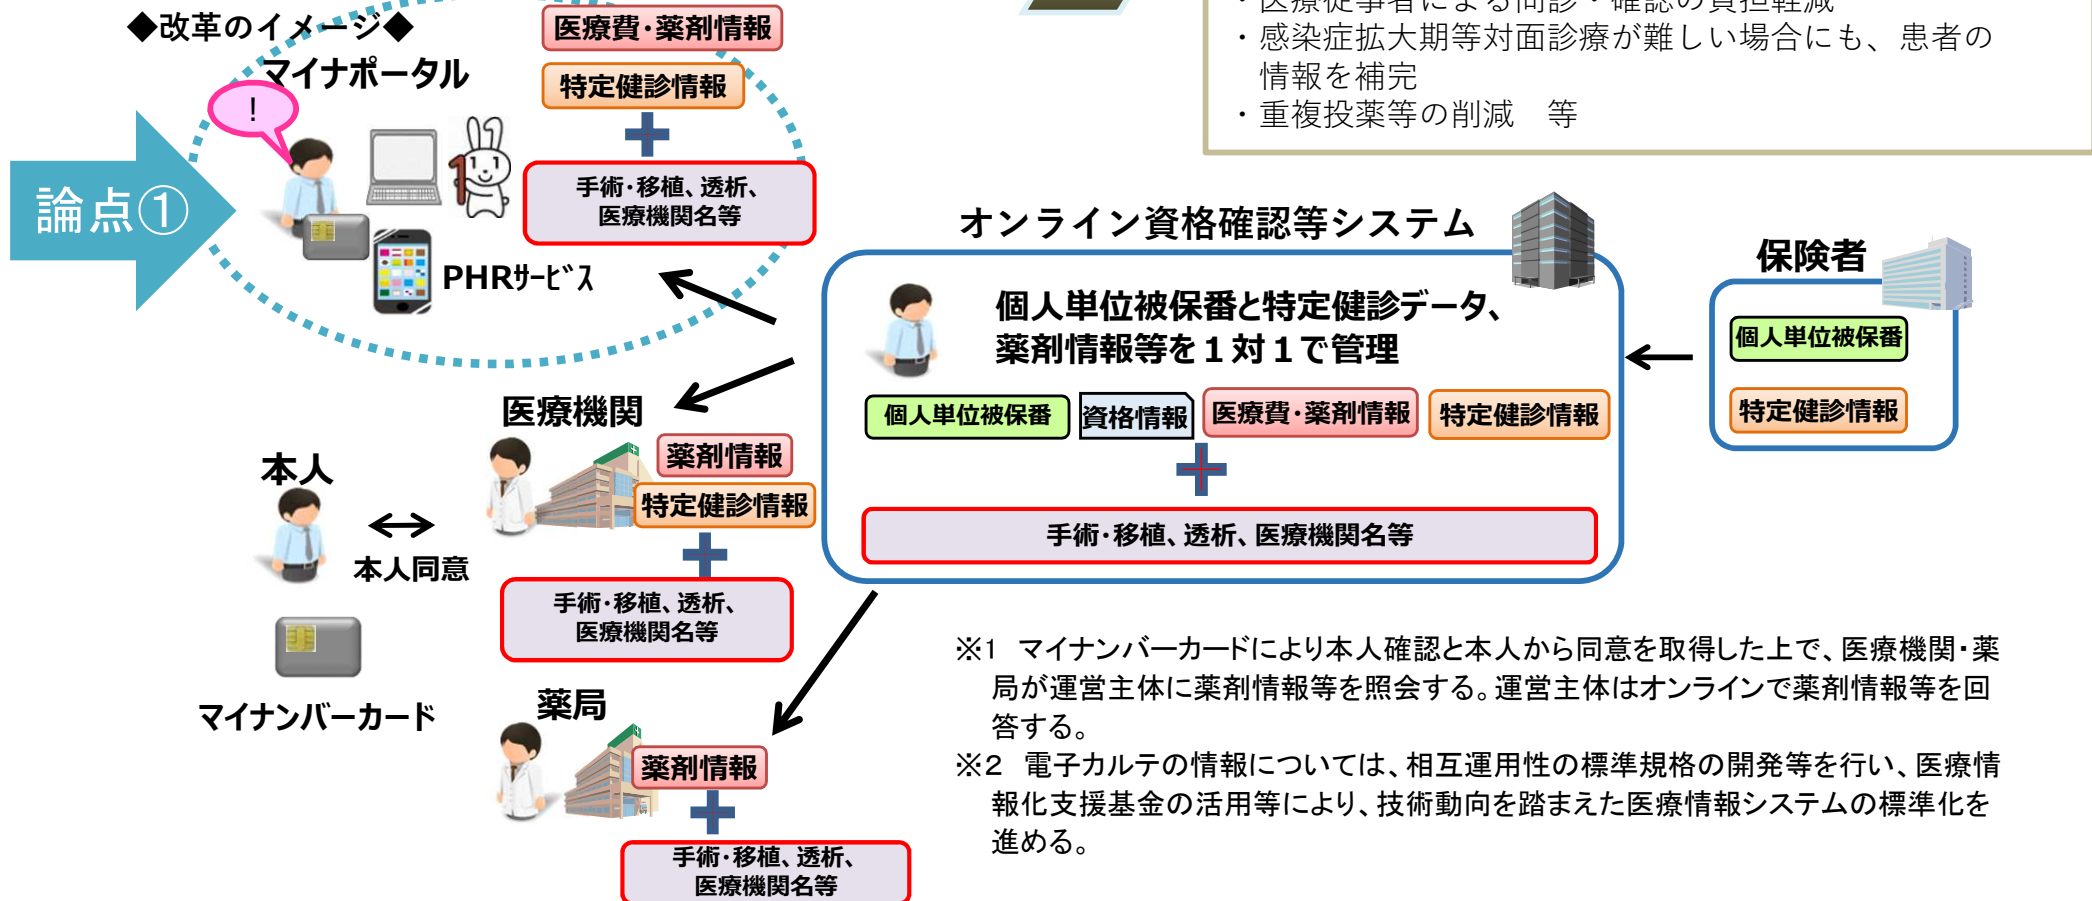 ◆改革のイメージ◆
マイナポータル
!
論点①
医療費・薬剤情報
特定健診情報
手術・移植、透析、
医療機関名等
PHRサービス
・医療従事者による問診・確認の負担軽減
・感染症拡大期等対面診療が難しい場合にも、患者の
情報を補完
・重複投薬等の削減　等
オンライン資格確認等システム
個人単位被保番と特定健診データ、
薬剤情報等を１対１で管理
個人単位被保番
資格情報
医療費・薬剤情報
特定健診情報
手術・移植、透析、医療機関名等
保険者
個人単位被保番
特定健診情報
医療機関
薬剤情報
特定健診情報
手術・移植、透析、
医療機関名等
本人
本人同意
マイナンバーカード
薬局
薬剤情報
手術・移植、透析、
医療機関名等
※1　マイナンバーカードにより本人確認と本人から同意を取得した上で、医療機関・薬
局が運営主体に薬剤情報等を照会する。運営主体はオンラインで薬剤情報等を回
答する。
※2　電子カルテの情報については、相互運用性の標準規格の開発等を行い、医療情
報化支援基金の活用等により、技術動向を踏まえた医療情報システムの標準化を
進める。